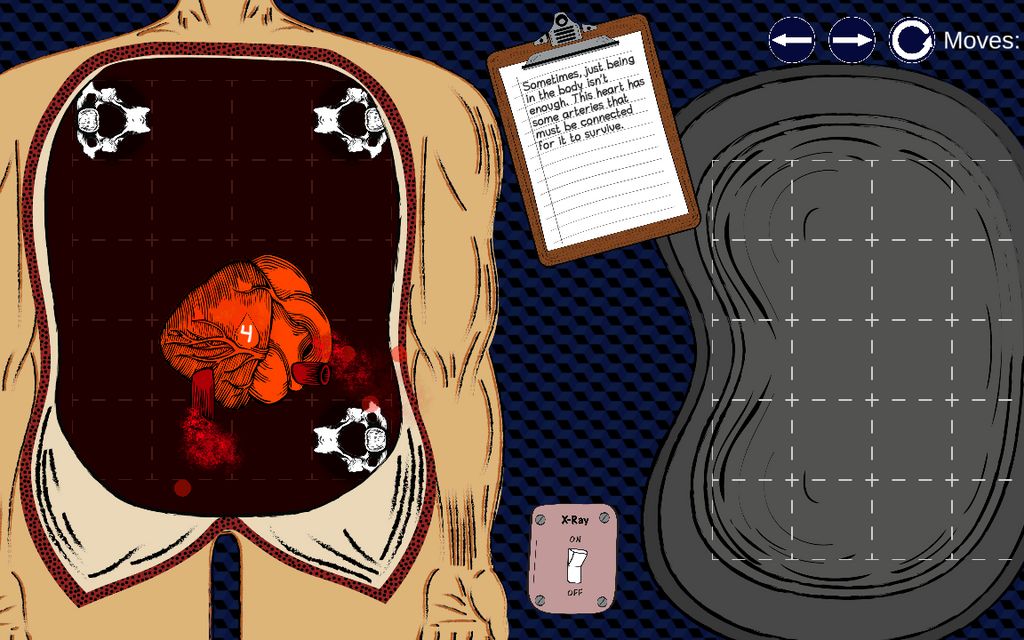 Moves:
Sometimes, just being
in the body isn't
enough. This heart has
some arteries that
must be connected
for it to survive.
4
X-Ray
ON
OFF